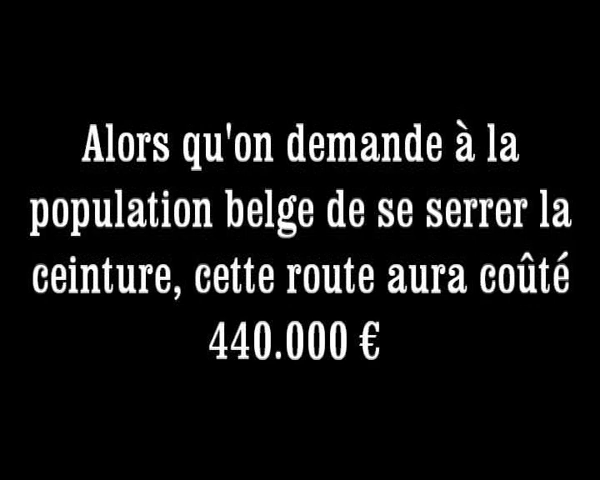 Alors qu'on demande à la
population belge de se serrer la
ceinture, cette route aura coûté
440.000 €